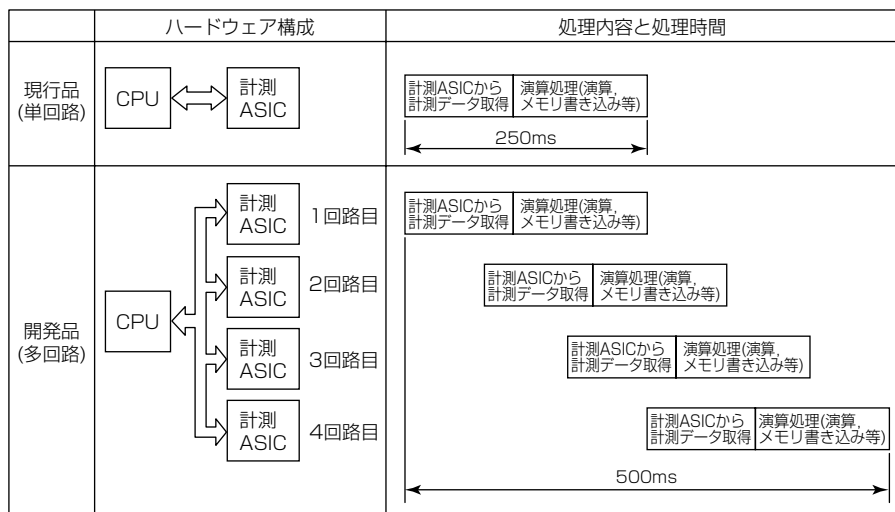 ハードウェア構成
処理内容と処理時間
現行品
(単回路)
CPU
計測
ASIC
計測ASICから
計測データ取得
演算処理(演算,
メモリ書き込み等)
250ms
開発品
(多回路)
CPU
計測
ASIC
1回路目
計測
ASIC
2回路目
計測
ASIC
3回路目
計測
ASIC
4回路目
計測ASICから
計測データ取得
演算処理(演算,
メモリ書き込み等)
計測ASICから
計測データ取得
演算処理(演算,
メモリ書き込み等)
計測ASICから
計測データ取得
演算処理(演算,
メモリ書き込み等)
計測ASICから
計測データ取得
演算処理(演算,
メモリ書き込み等)
500ms